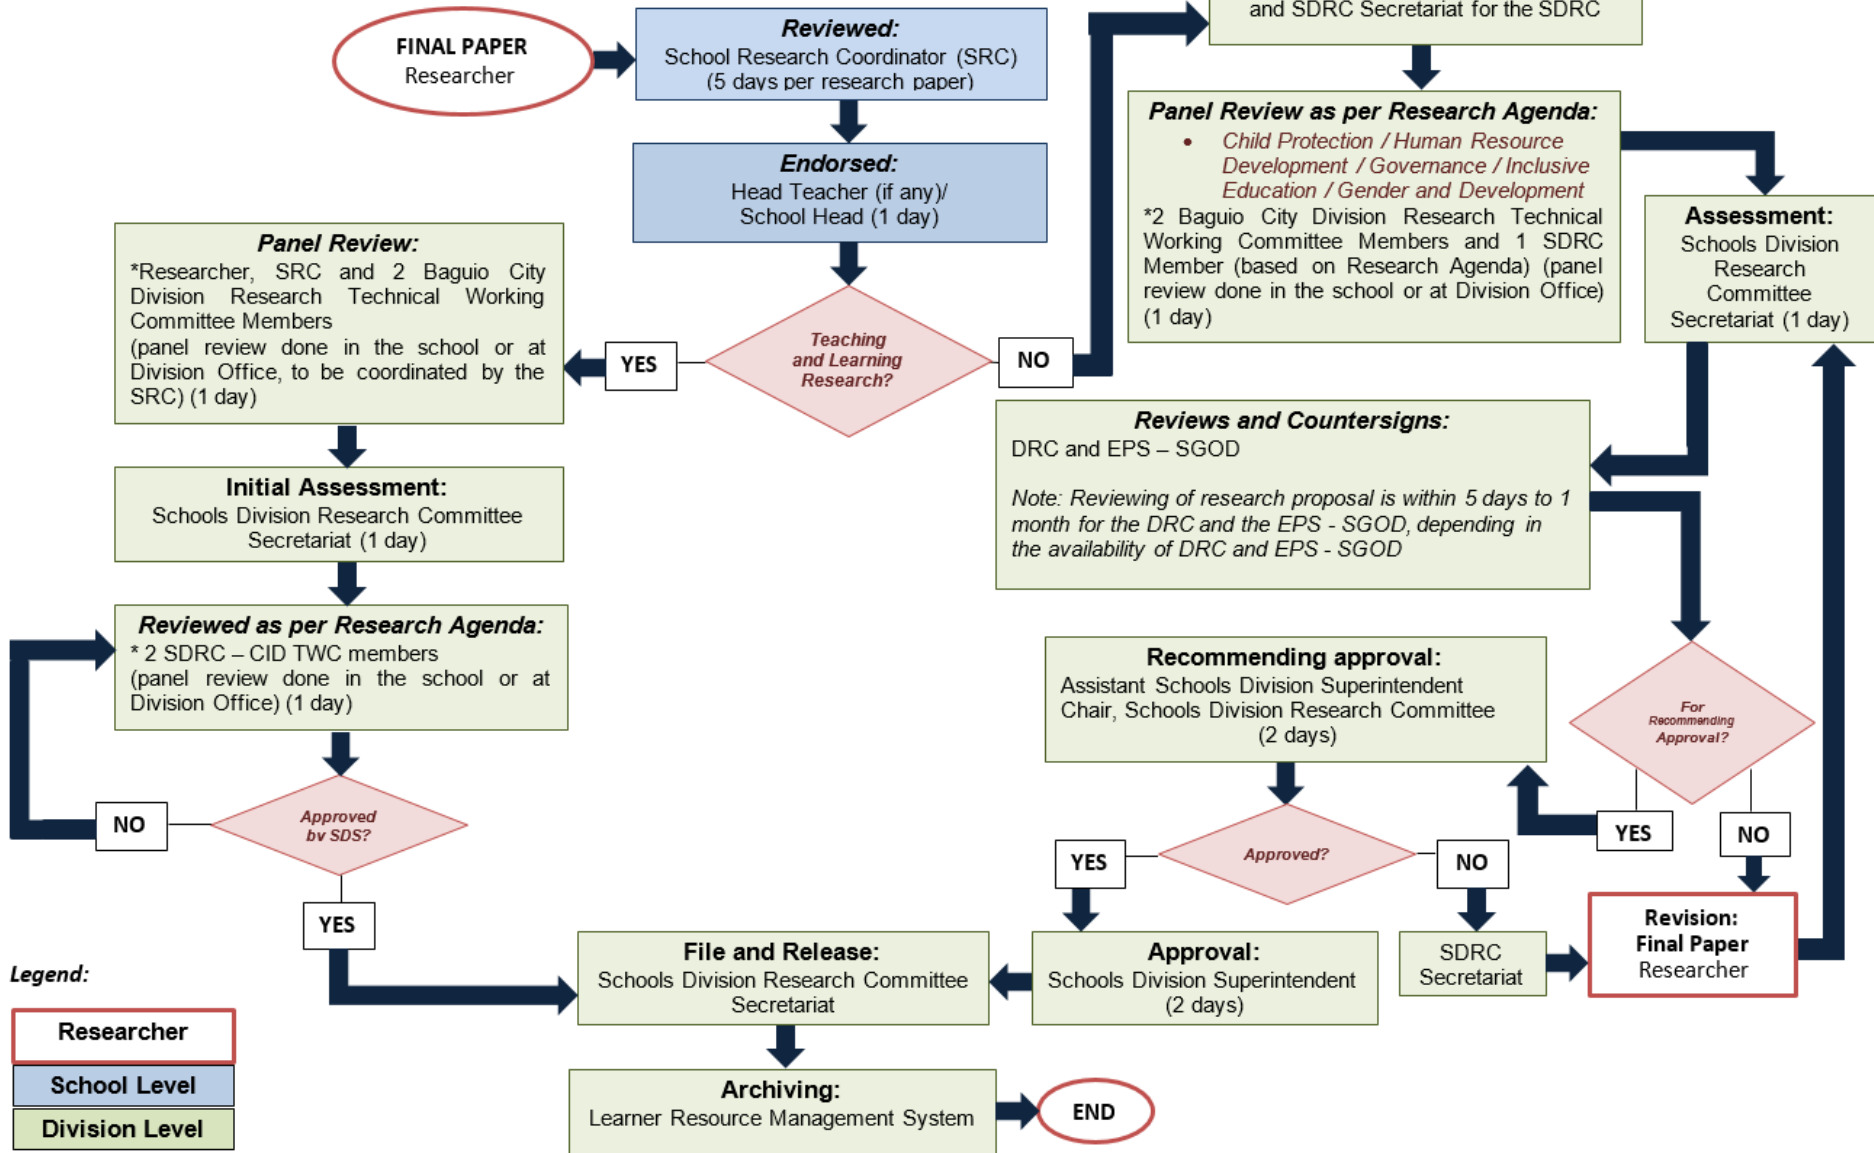 FINAL PAPER
Researcher
Reviewed:
School Research Coordinator (SRC)
(5 days per research paper)
and SDRC Secretariat for the SDRC
Endorsed:
Head Teacher (if any)/
School Head (1 day)
Panel Review as per Research Agenda:
• Child Protection / Human Resource
Development / Governance / Inclusive
Education / Gender and Development
*2 Baguio City Division Research Technical
Working Committee Members and 1 SDRC
Member (based on Research Agenda) (panel
review done in the school or at Division Office)
(1 day)
Assessment:
Schools Division
Research
Committee
Secretariat (1 day)
Panel Review:
*Researcher, SRC and 2 Baguio City
Division Research Technical Working
Committee Members
(panel review done in the school or at
Division Office, to be coordinated by the
SRC) (1 day)
YES
Teaching
and Learning
Research?
NO
Reviews and Countersigns:
DRC and EPS – SGOD
Note: Reviewing of research proposal is within 5 days to 1
month for the DRC and the EPS - SGOD, depending in
the availability of DRC and EPS - SGOD
Initial Assessment:
Schools Division Research Committee
Secretariat (1 day)
Reviewed as per Research Agenda:
* 2 SDRC – CID TWC members
(panel review done in the school or at
Division Office) (1 day)
Recommending approval:
Assistant Schools Division Superintendent
Chair, Schools Division Research Committee
(2 days)
For
Recommending
Approval?
NO
Approved
by SDS?
YES
NO
YES
Approved?
NO
YES
File and Release:
Schools Division Research Committee
Secretariat
Approval:
Schools Division Superintendent
(2 days)
SDRC
Secretariat
Revision:
Final Paper
Researcher
Legend:
Researcher
School Level
Division Level
Archiving:
Learner Resource Management System
END